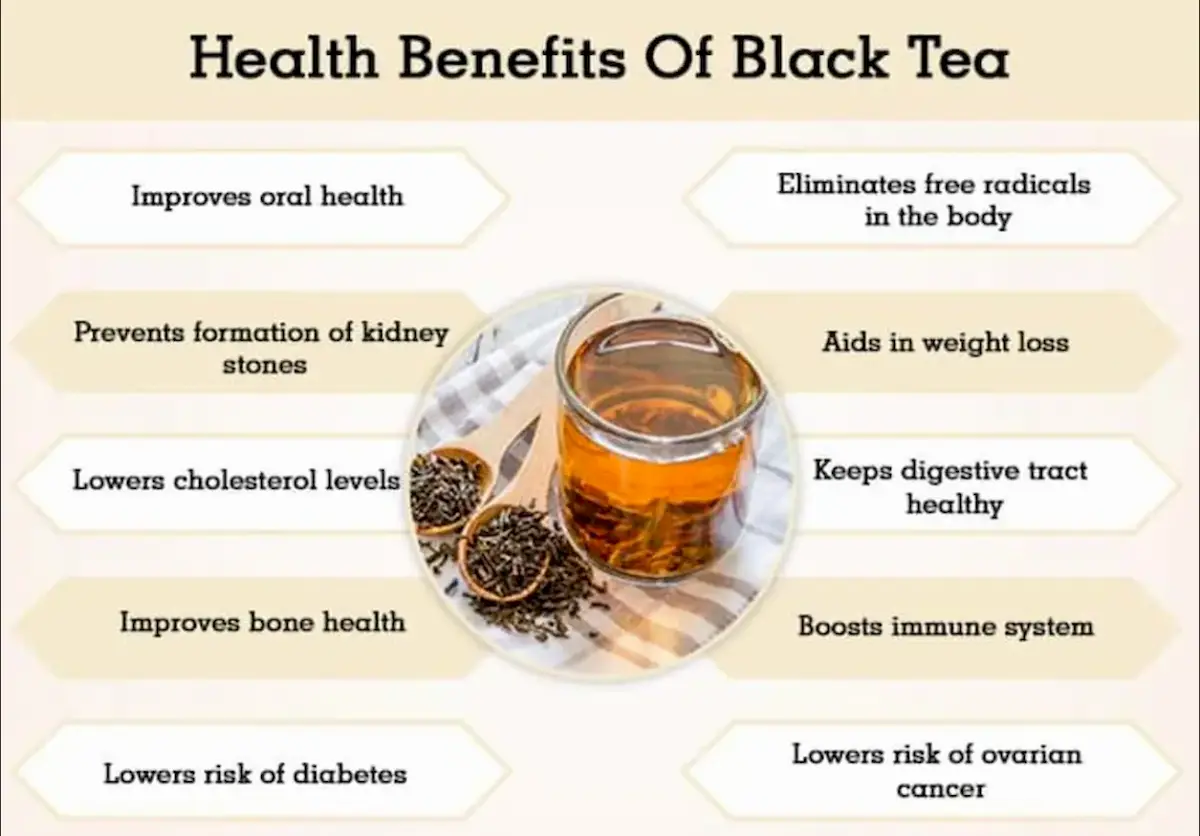 Health Benefits Of Black Tea
Improves oral health
Eliminates free radicals
in the body
Prevents formation of kidney
stones
Aids in weight loss
Lowers cholesterol levels
Keeps digestive tract
healthy
Improves bone health
Boosts immune system
Lowers risk of diabetes
Lowers risk of ovarian
cancer